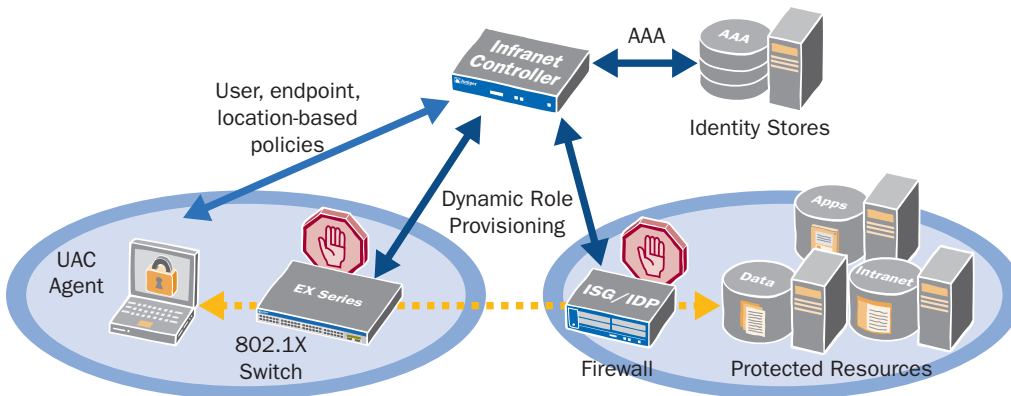 Infranet
Controller
AAA
AAA
Identity Stores
User, endpoint,
location-based
policies
Dynamic Role
Provisioning
UAC
Agent
EX Series
802.1X
Switch
ISG/IDP
Firewall
Apps
Data
Intranet
Protected Resources